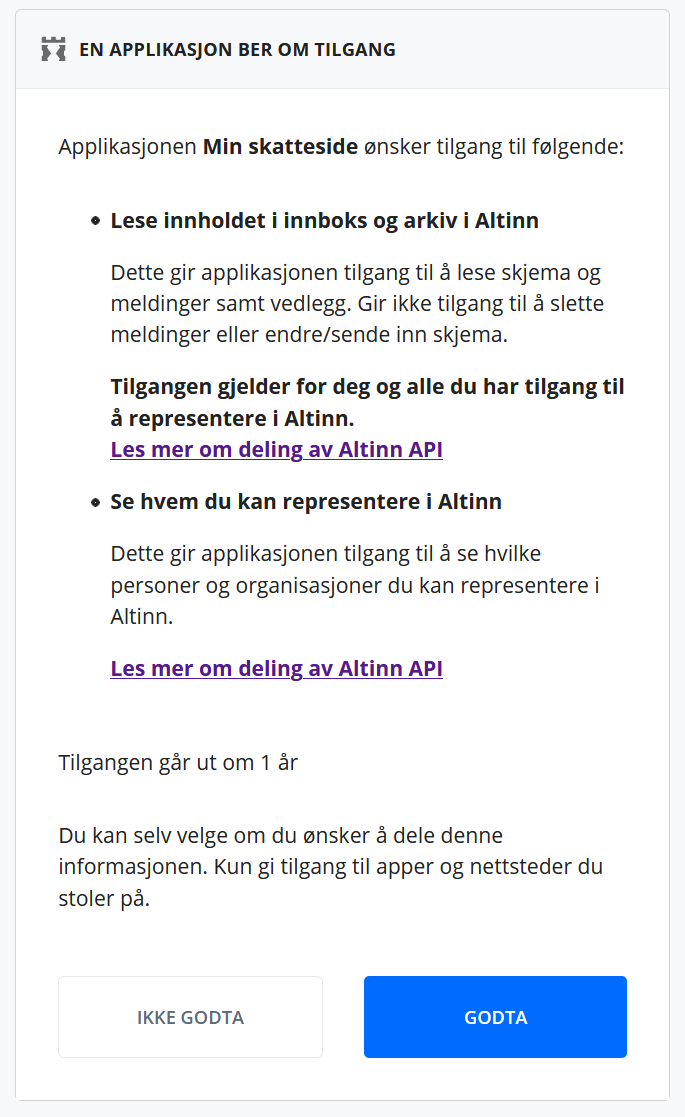 EN APPLIKASJON BER OM TILGANG
Applikasjonen Min skatteside ønsker tilgang til følgende:
Lese innholdet i innboks og arkiv i Altinn
Dette gir applikasjonen tilgang til å lese skjema og
meldinger samt vedlegg. Gir ikke tilgang til å slette
meldinger eller endre/sende inn skjema.
Tilgangen gjelder for deg og alle du har tilgang til
å representere i Altinn.
Les mer om deling av Altinn API
Se hvem du kan representere i Altinn
Dette gir applikasjonen tilgang til å se hvilke
personer og organisasjoner du kan representere i
Altinn.
Les mer om deling av Altinn API
Tilgangen går ut om 1 år
Du kan selv velge om du ønsker å dele denne
informasjonen. Kun gi tilgang til apper og nettsteder du
stoler på.
IKKE GODTA
GODTA